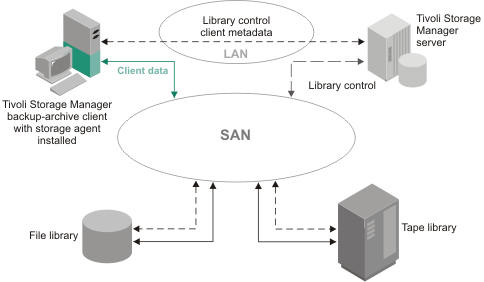 Library control
client metadata
LAN
Tivoli Storage
Manager
server
Client data
Library control
Tivoli Storage Manager
backup-archive client
with storage agent
installed
SAN
File library
Tape library